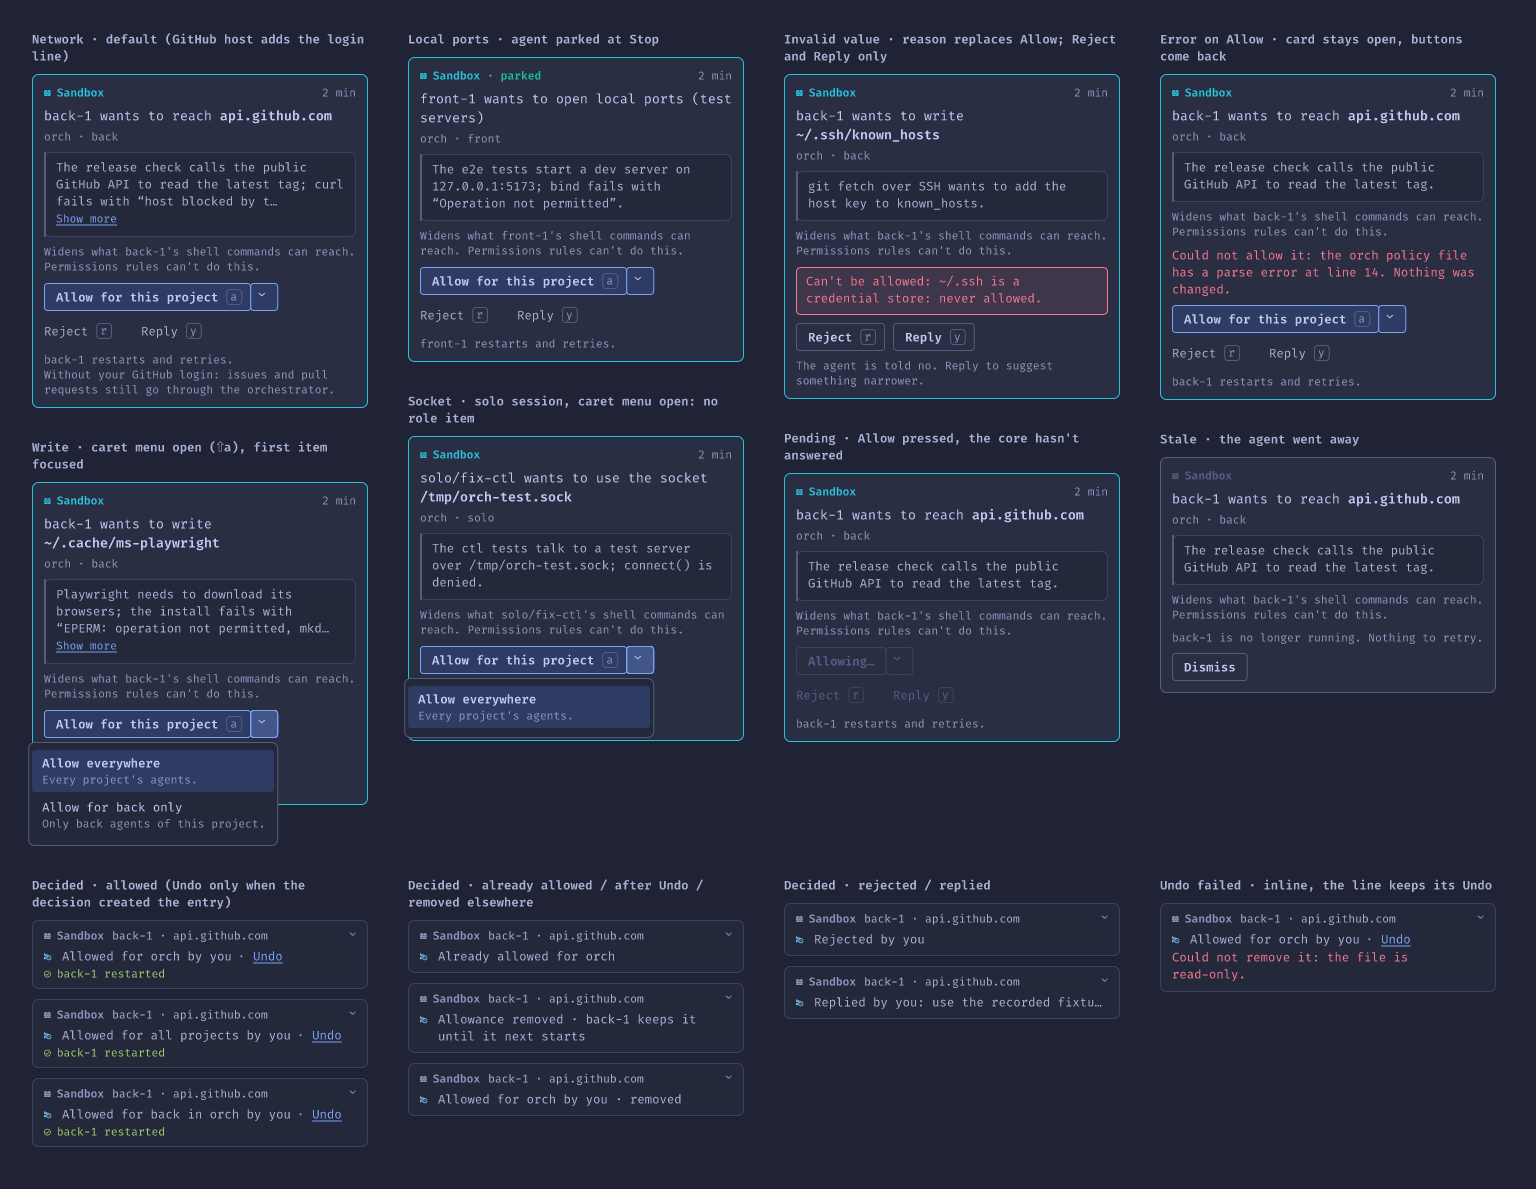 Network · default (GitHub host adds the login
line)
Sandbox 2 min
back-1 wants to reach api.github.com
orch · back
The release check calls the public
GitHub API to read the latest tag; curl
fails with “host blocked by t…
Show more
Widens what back-1's shell commands can reach.
Permissions rules can't do this.
Allow for this project a
Reject r Reply y
back-1 restarts and retries.
Without your GitHub login: issues and pull
requests still go through the orchestrator.
Write · caret menu open (⇧a), first item
focused
Sandbox 2 min
back-1 wants to write
~/.cache/ms-playwright
orch · back
Playwright needs to download its
browsers; the install fails with
“EPERM: operation not permitted, mkd…
Show more
Widens what back-1's shell commands can reach.
Permissions rules can't do this.
Allow for this project a
Allow everywhere
Every project's agents.
Allow for back only
Only back agents of this project.
Local ports · agent parked at Stop
Sandbox · parked 2 min
front-1 wants to open local ports (test
servers)
orch · front
The e2e tests start a dev server on
127.0.0.1:5173; bind fails with
“Operation not permitted”.
Widens what front-1's shell commands can
reach. Permissions rules can't do this.
Allow for this project a
Reject r Reply y
front-1 restarts and retries.
Socket · solo session, caret menu open: no
role item
Sandbox 2 min
solo/fix-ctl wants to use the socket
/tmp/orch-test.sock
orch · solo
The ctl tests talk to a test server
over /tmp/orch-test.sock; connect() is
denied.
Widens what solo/fix-ctl's shell commands can
reach. Permissions rules can't do this.
Allow for this project a
Allow everywhere
Every project's agents.
Invalid value · reason replaces Allow; Reject
and Reply only
Sandbox 2 min
back-1 wants to write
~/.ssh/known_hosts
orch · back
git fetch over SSH wants to add the
host key to known_hosts.
Widens what back-1's shell commands can reach.
Permissions rules can't do this.
Can't be allowed: ~/.ssh is a
credential store: never allowed.
Reject r Reply y
The agent is told no. Reply to suggest
something narrower.
Pending · Allow pressed, the core hasn't
answered
Sandbox 2 min
back-1 wants to reach api.github.com
orch · back
The release check calls the public
GitHub API to read the latest tag.
Widens what back-1's shell commands can reach.
Permissions rules can't do this.
Allowing…
Reject r Reply y
back-1 restarts and retries.
Error on Allow · card stays open, buttons
come back
Sandbox 2 min
back-1 wants to reach api.github.com
orch · back
The release check calls the public
GitHub API to read the latest tag.
Widens what back-1's shell commands can reach.
Permissions rules can't do this.
Could not allow it: the orch policy file
has a parse error at line 14. Nothing was
changed.
Allow for this project a
Reject r Reply y
back-1 restarts and retries.
Stale · the agent went away
Sandbox 2 min
back-1 wants to reach api.github.com
orch · back
The release check calls the public
GitHub API to read the latest tag.
Widens what back-1's shell commands can reach.
Permissions rules can't do this.
back-1 is no longer running. Nothing to retry.
Dismiss
Decided · allowed (Undo only when the
decision created the entry)
Sandbox back-1 · api.github.com
Allowed for orch by you · Undo
back-1 restarted
Sandbox back-1 · api.github.com
Allowed for all projects by you · Undo
back-1 restarted
Sandbox back-1 · api.github.com
Allowed for back in orch by you · Undo
back-1 restarted
Decided · already allowed / after Undo /
removed elsewhere
Sandbox back-1 · api.github.com
Already allowed for orch
Sandbox back-1 · api.github.com
Allowance removed · back-1 keeps it
until it next starts
Sandbox back-1 · api.github.com
Allowed for orch by you · removed
Decided · rejected / replied
Sandbox back-1 · api.github.com
Rejected by you
Sandbox back-1 · api.github.com
Replied by you: use the recorded fixtu…
Undo failed · inline, the line keeps its Undo
Sandbox back-1 · api.github.com
Allowed for orch by you · Undo
Could not remove it: the file is
read-only.